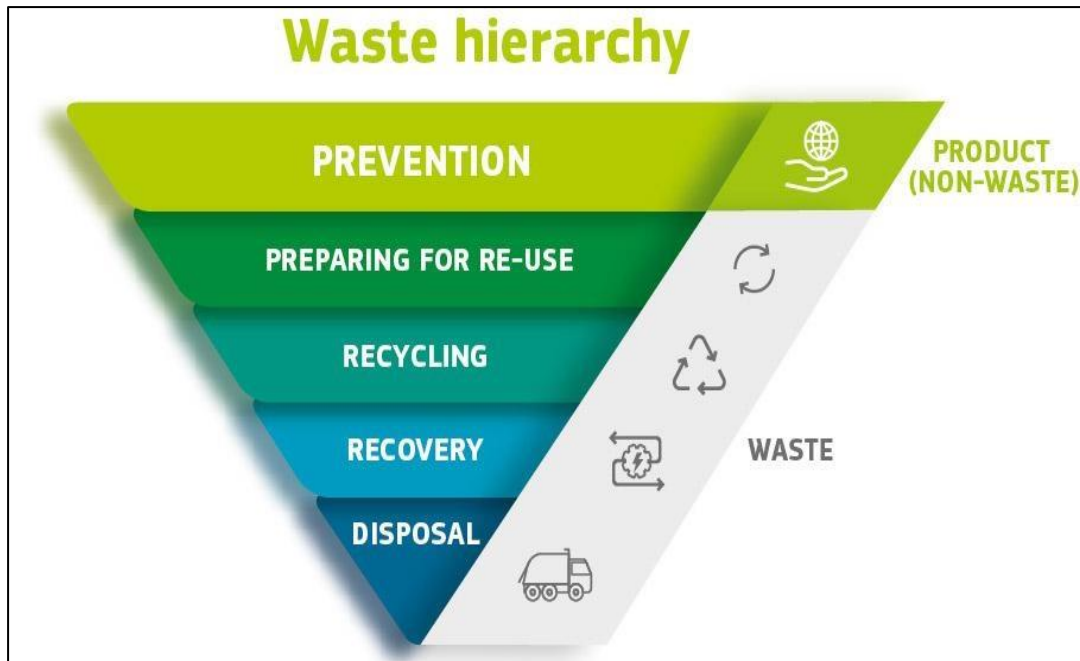 Waste hierarchy
PREVENTION
PRODUCT
(NON-WASTE)
PREPARING FOR RE-USE
RECYCLING
RECOVERY
WASTE
DISPOSAL